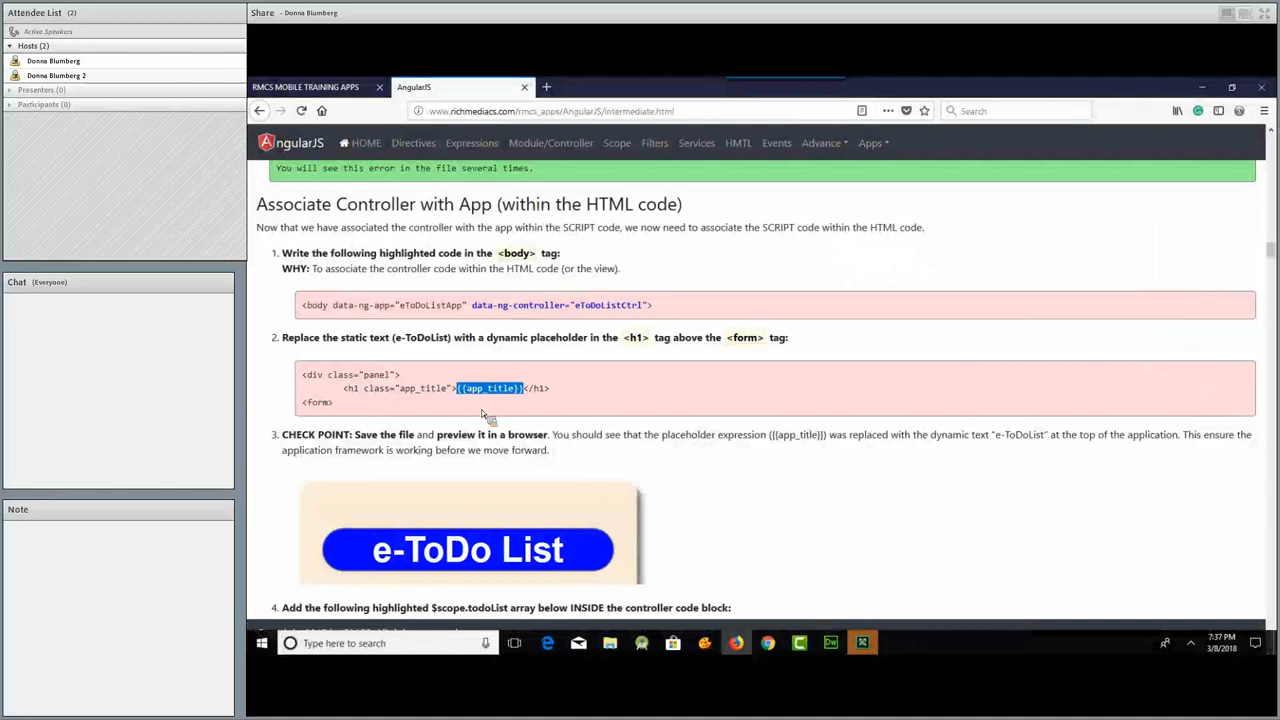 Attendee List (2)
Active Speakers
Hosts (2)
Donna Blumberg
Donna Blumberg 2
Presenters (0)
Participants (0)
Chat (Everyone)
Note
Share - Donna Blumberg
RMCS MOBILE TRAINING APPS
AngularJS
www.richmediacs.com/rmcs_apps/AngularJS/intermediate.html
Search
AngularJS HOME Directives Expressions Module/Controller Scope Filters Services HMTL Events Advance Apps
You will see this error in the file several times.
Associate Controller with App (within the HTML code)
Now that we have associated the controller with the app within the SCRIPT code, we now need to associate the SCRIPT code within the HTML code.
1. Write the following highlighted code in the <body> tag:
WHY: To associate the controller code within the HTML code (or the view).
<body data-ng-app="eToDoListApp" data-ng-controller="eToDoListCtrl">
2. Replace the static text (e-ToDoList) with a dynamic placeholder in the <h1> tag above the <form> tag:
<div class="panel">
<h1 class="app_title">{{app_title}}</h1>
<form>
3. CHECK POINT: Save the file and preview it in a browser. You should see that the placeholder expression ({{app_title}}) was replaced with the dynamic text "e-ToDoList" at the top of the application. This ensure the
application framework is working before we move forward.
e-ToDo List
4. Add the following highlighted $scope.todoList array below INSIDE the controller code block:
Type here to search
Dw
7:37 PM
3/8/2018